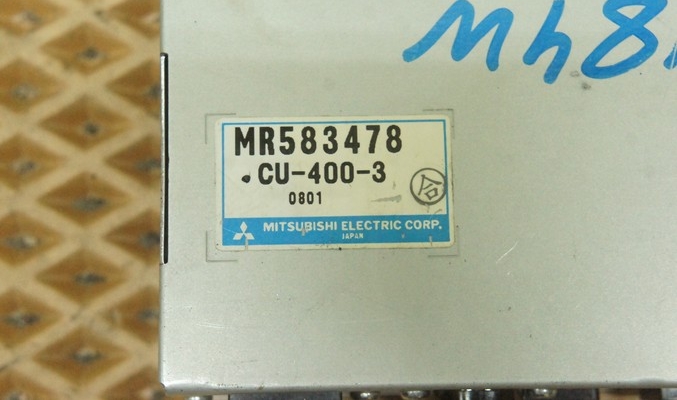 MR583478
CU-400-3
0801
合
MITSUBISHI ELECTRIC CORP.
JAPAN